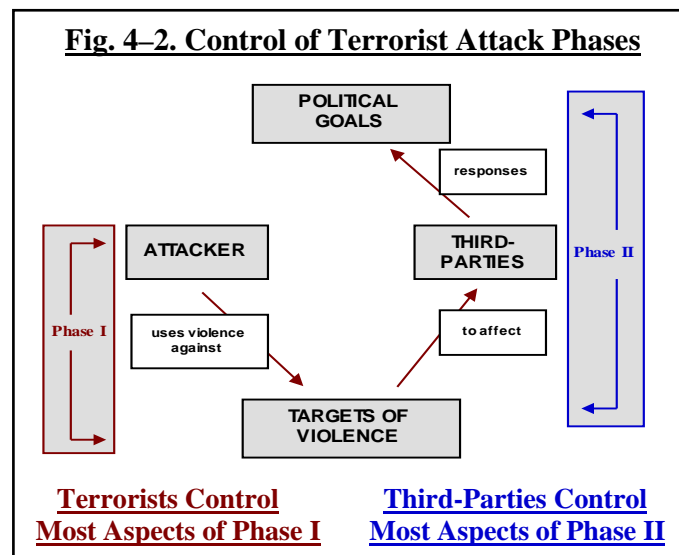 Fig. 4–2. Control of Terrorist Attack Phases
POLITICAL
GOALS
responses
ATTACKER
THIRD-
PARTIES
Phase II
Phase I
uses violence
against
to affect
TARGETS OF
VIOLENCE
Terrorists Control
Most Aspects of Phase I
Third-Parties Control
Most Aspects of Phase II